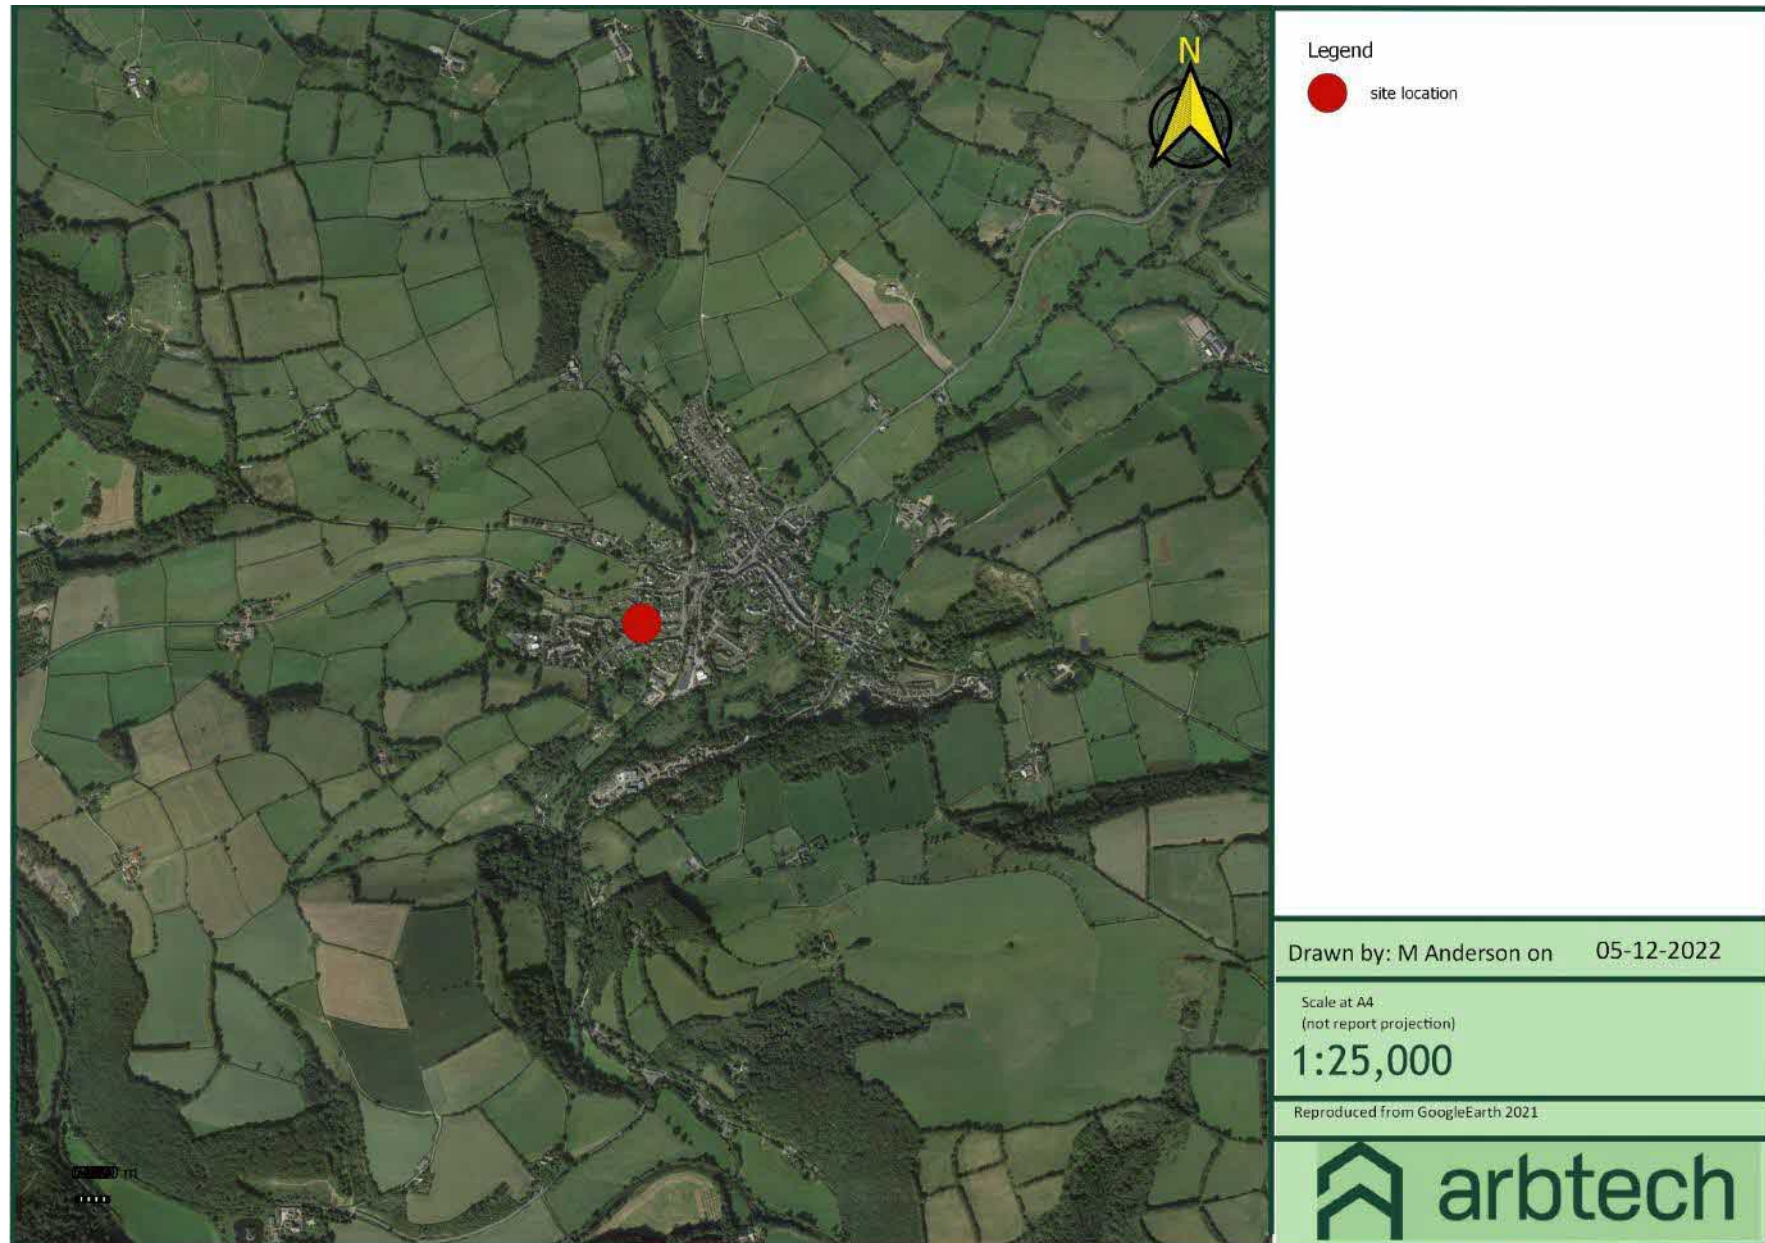 N
Legend
site location
Drawn by: M Anderson on 05-12-2022
Scale at A4
(not report projection)
1:25,000
Reproduced from GoogleEarth 2021
arbtech
m